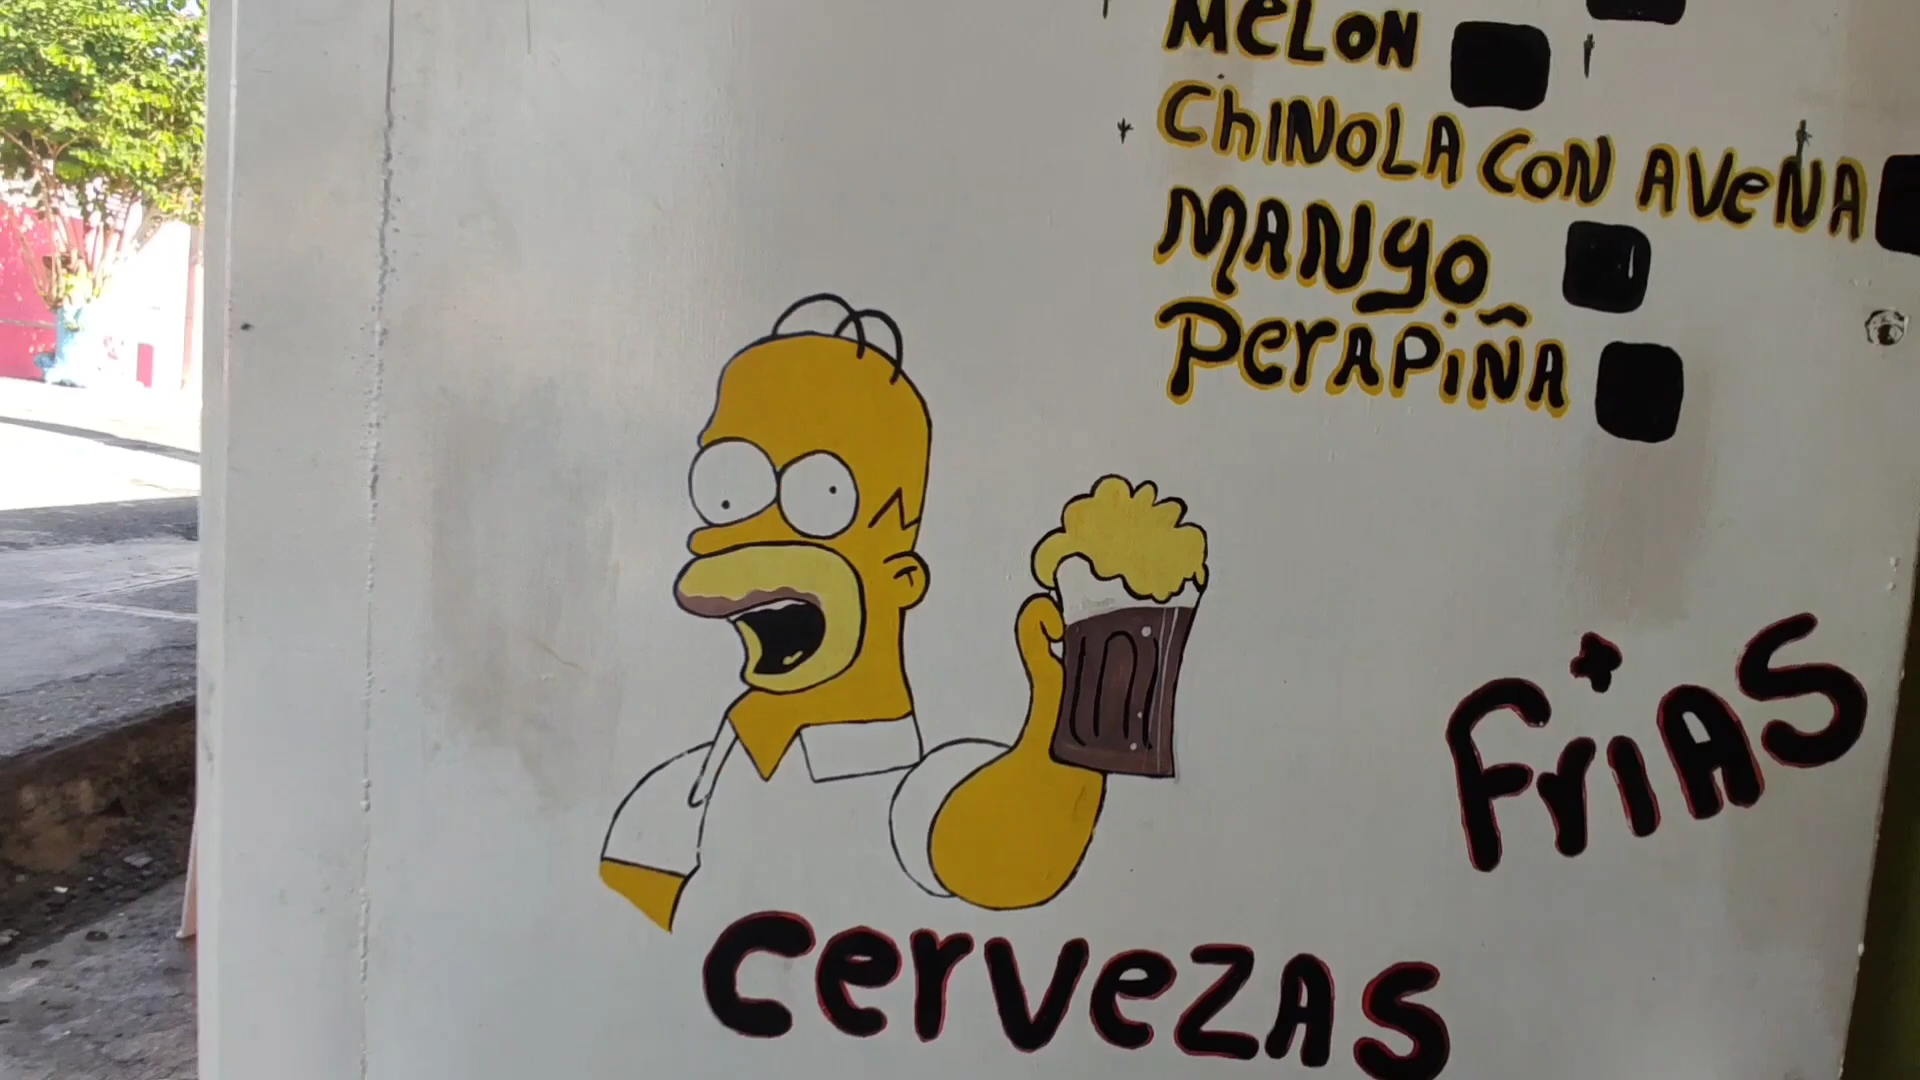 MeLoN
ChINoLA CoN AVeNA
MANgo
PerAPiÑA
FriAS
CerVeZAS